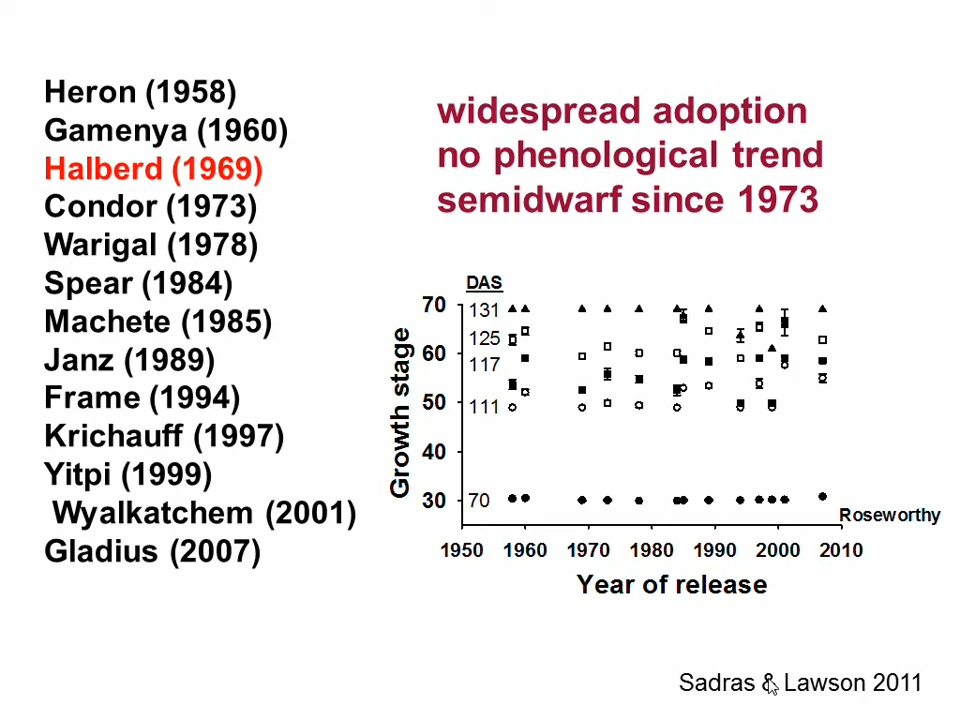 Heron (1958)
Gamenya (1960)
Halberd (1969)
Condor (1973)
Warigal (1978)
Spear (1984)
Machete (1985)
Janz (1989)
Frame (1994)
Krichauff (1997)
Yitpi (1999)
Wyalkatchem (2001)
Gladius (2007)
widespread adoption
no phenological trend
semidwarf since 1973
DAS
70
131
125
60
117
50
111
40
30
70
Growth stage
Roseworthy
1950 1960 1970 1980 1990 2000 2010
Year of release
Sadras & Lawson 2011